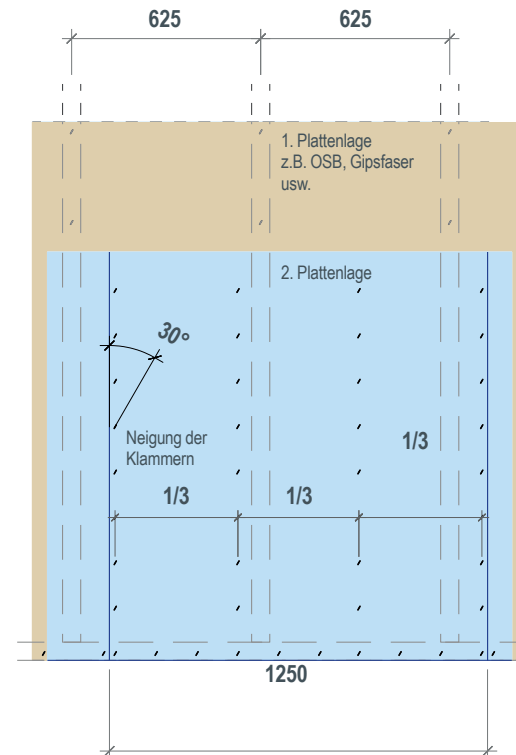 625 625
1. Plattenlage
z.B. OSB, Gipsfaser
usw.
2. Plattenlage
30°
Neigung der
Klammern
1/3
1/3 1/3
1250